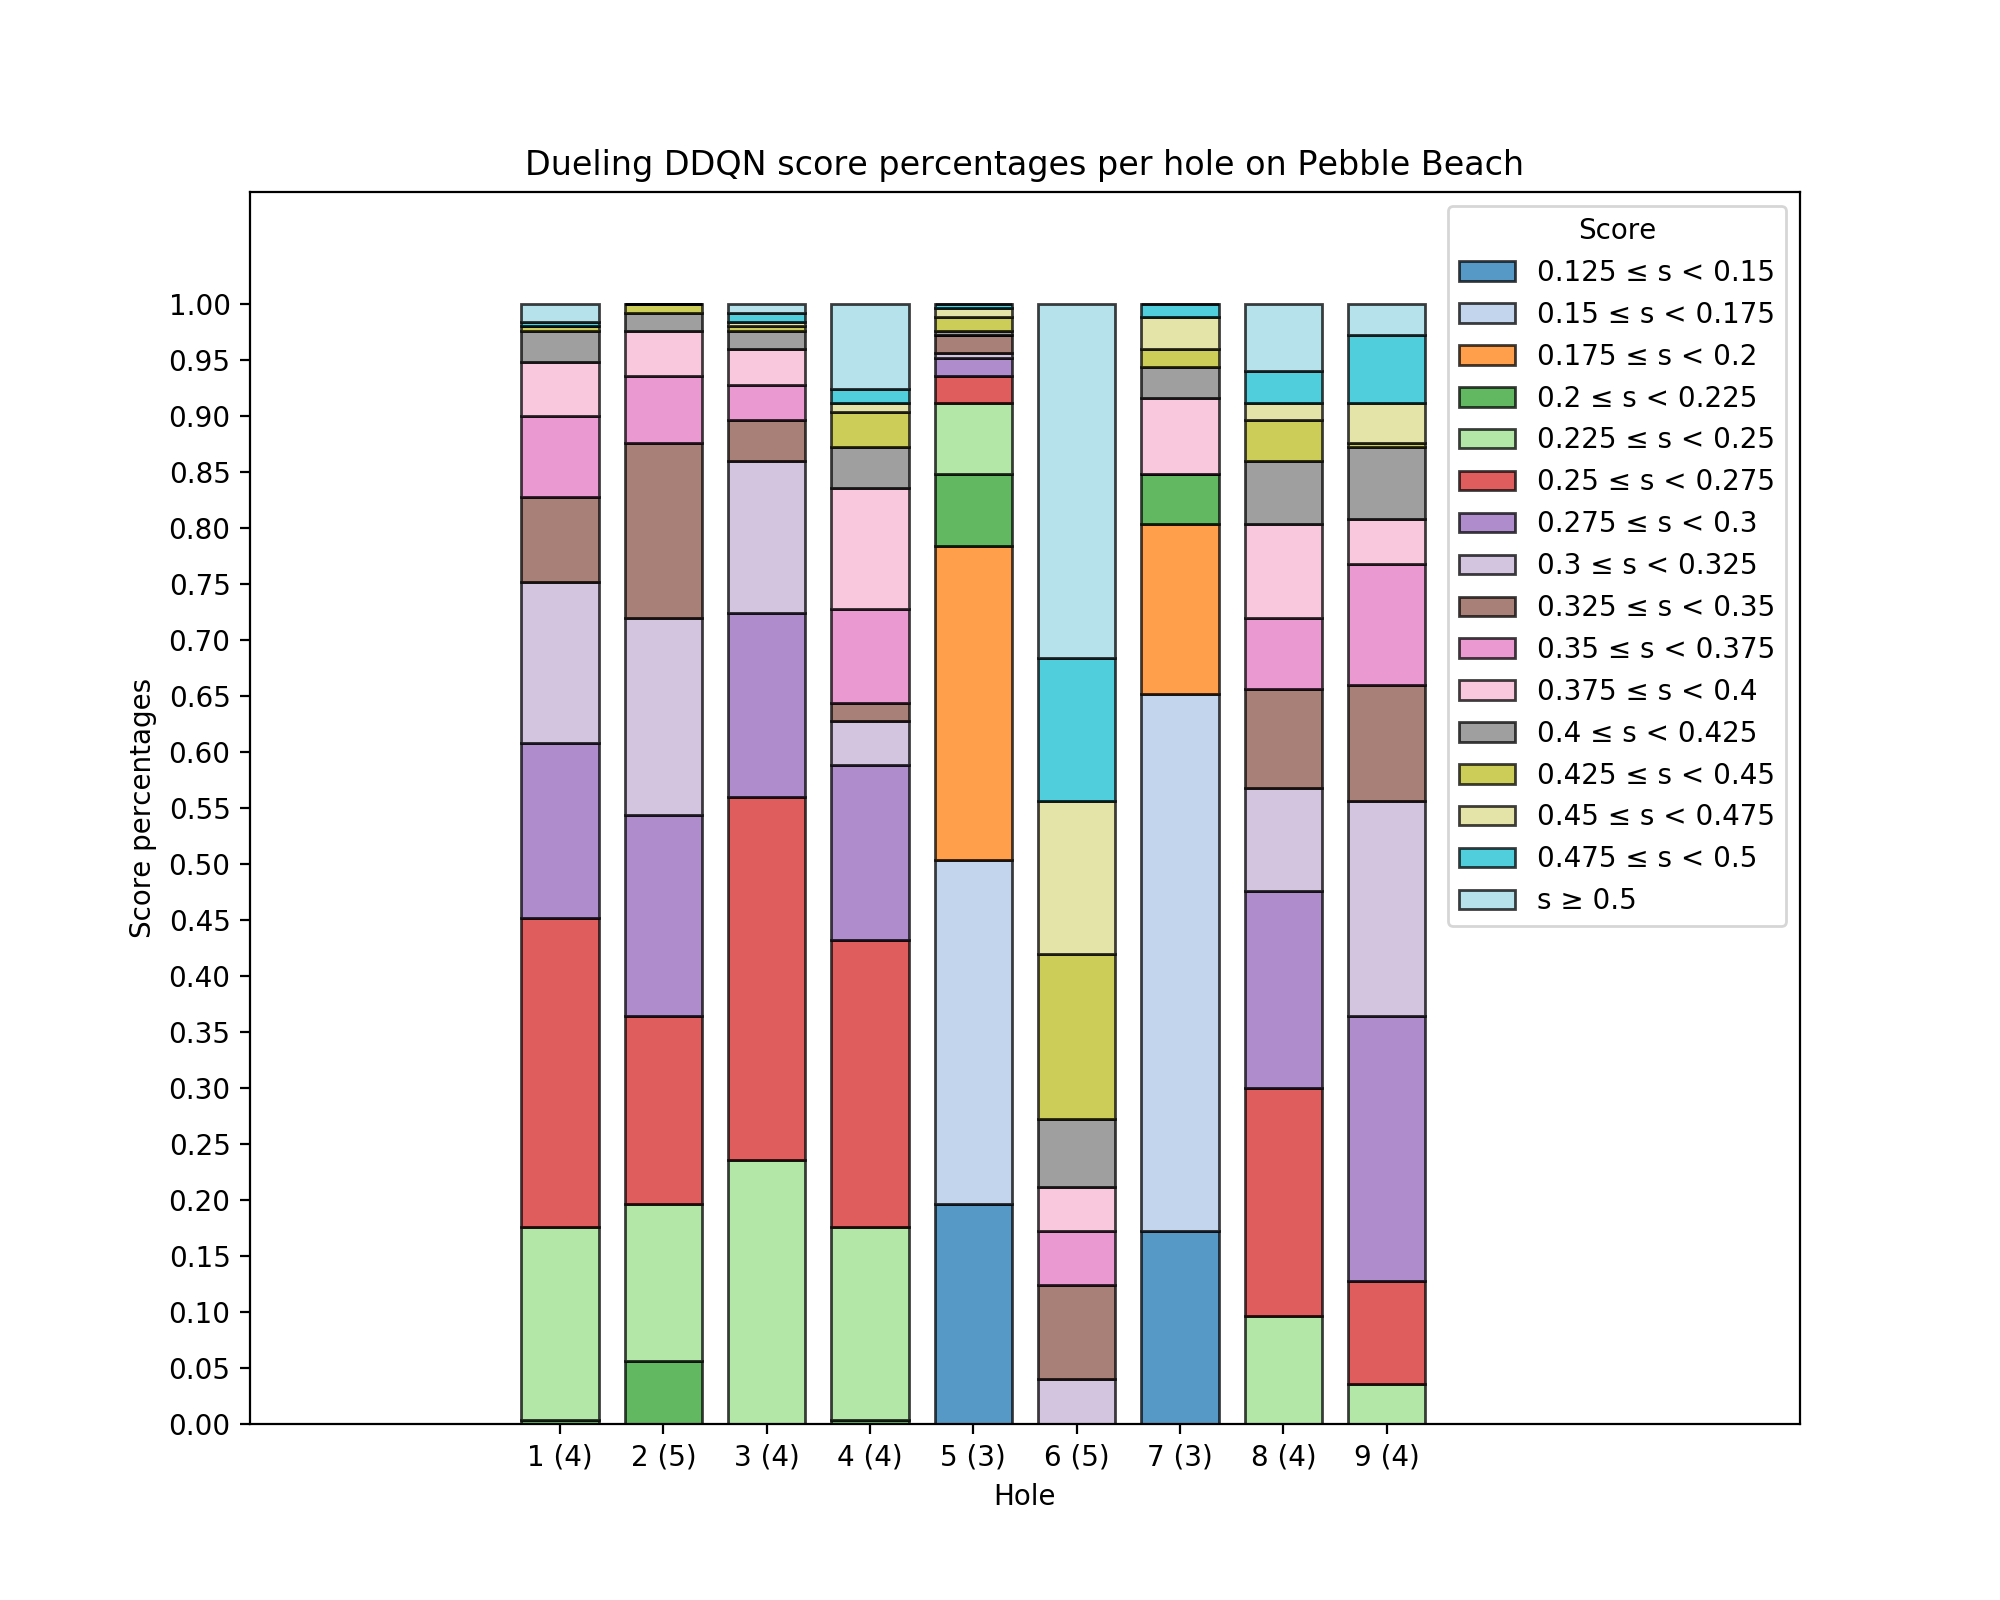 Dueling DDQN score percentages per hole on Pebble Beach
Score
0.125 ≤ s < 0.15
0.15 ≤ s < 0.175
0.175 ≤ s < 0.2
0.2 ≤ s < 0.225
0.225 ≤ s < 0.25
0.25 ≤ s < 0.275
0.275 ≤ s < 0.3
0.3 ≤ s < 0.325
0.325 ≤ s < 0.35
0.35 ≤ s < 0.375
0.375 ≤ s < 0.4
0.4 ≤ s < 0.425
0.425 ≤ s < 0.45
0.45 ≤ s < 0.475
0.475 ≤ s < 0.5
s ≥ 0.5
Score percentages
1.00
0.95
0.90
0.85
0.80
0.75
0.70
0.65
0.60
0.55
0.50
0.45
0.40
0.35
0.30
0.25
0.20
0.15
0.10
0.05
0.00
1 (4) 2 (5) 3 (4) 4 (4) 5 (3) 6 (5) 7 (3) 8 (4) 9 (4)
Hole